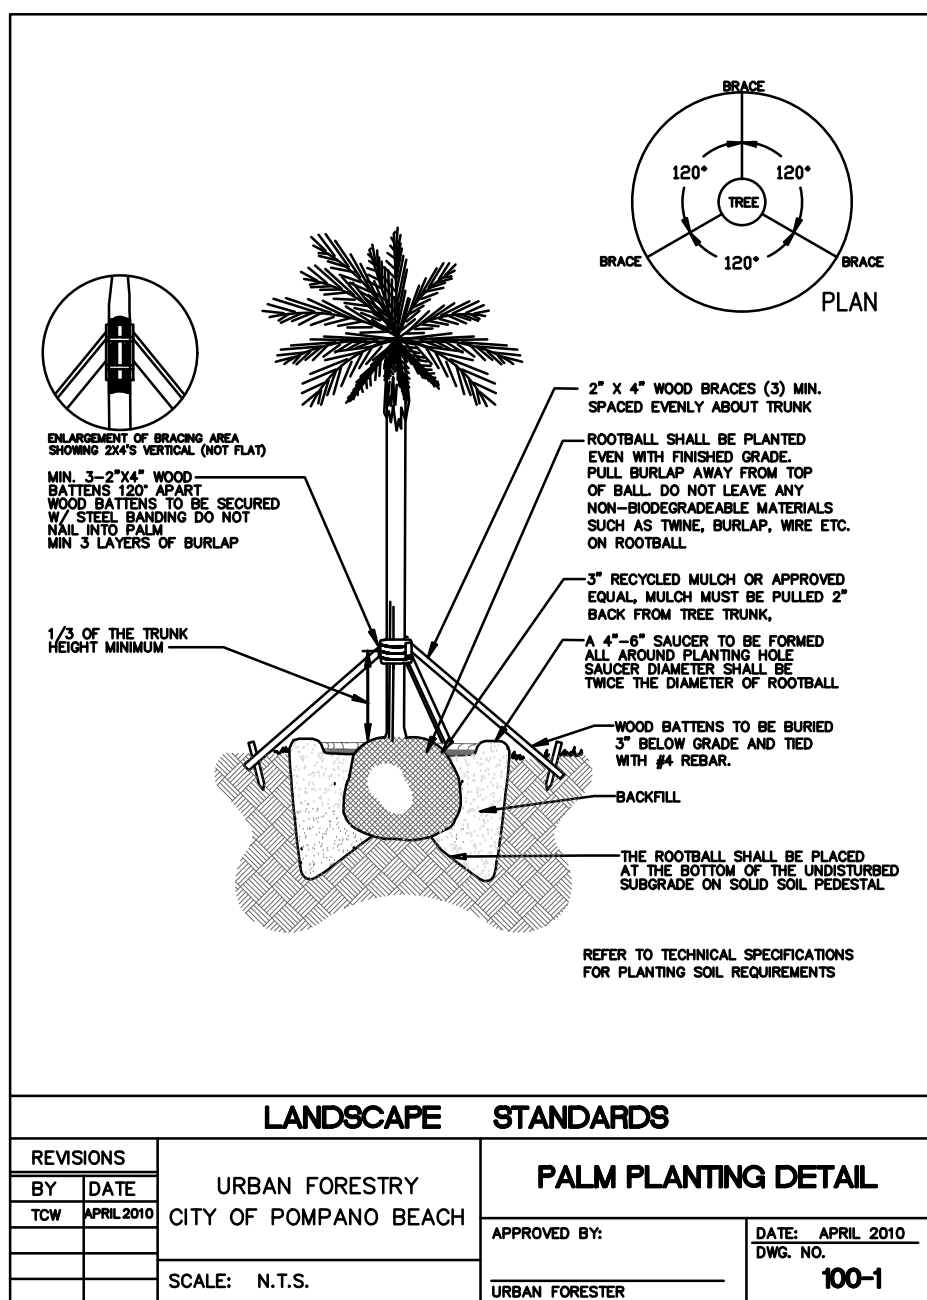 BRACE
120°
120°
TREE
BRACE
120°
BRACE
PLAN
ENLARGEMENT OF BRACING AREA
SHOWING 2X4'S VERTICAL (NOT FLAT)
MIN. 3-2"X4" WOOD
BATTENS 120° APART
WOOD BATTENS TO BE SECURED
W/ STEEL BANDING DO NOT
NAIL INTO PALM
MIN 3 LAYERS OF BURLAP
1/3 OF THE TRUNK
HEIGHT MINIMUM
2" X 4" WOOD BRACES (3) MIN.
SPACED EVENLY ABOUT TRUNK
ROOTBALL SHALL BE PLANTED
EVEN WITH FINISHED GRADE.
PULL BURLAP AWAY FROM TOP
OF BALL. DO NOT LEAVE ANY
NON-BIODEGRADEABLE MATERIALS
SUCH AS TWINE, BURLAP, WIRE ETC.
ON ROOTBALL
3" RECYCLED MULCH OR APPROVED
EQUAL, MULCH MUST BE PULLED 2"
BACK FROM TREE TRUNK,
A 4"-6" SAUCER TO BE FORMED
ALL AROUND PLANTING HOLE
SAUCER DIAMETER SHALL BE
TWICE THE DIAMETER OF ROOTBALL
WOOD BATTENS TO BE BURIED
3" BELOW GRADE AND TIED
WITH #4 REBAR.
BACKFILL
THE ROOTBALL SHALL BE PLACED
AT THE BOTTOM OF THE UNDISTURBED
SUBGRADE ON SOLID SOIL PEDESTAL
REFER TO TECHNICAL SPECIFICATIONS
FOR PLANTING SOIL REQUIREMENTS
LANDSCAPE STANDARDS
REVISIONS
BY DATE
TCW APRIL 2010
URBAN FORESTRY
CITY OF POMPANO BEACH
SCALE: N.T.S.
PALM PLANTING DETAIL
APPROVED BY:
URBAN FORESTER
DATE: APRIL 2010
DWG. NO.
100-1